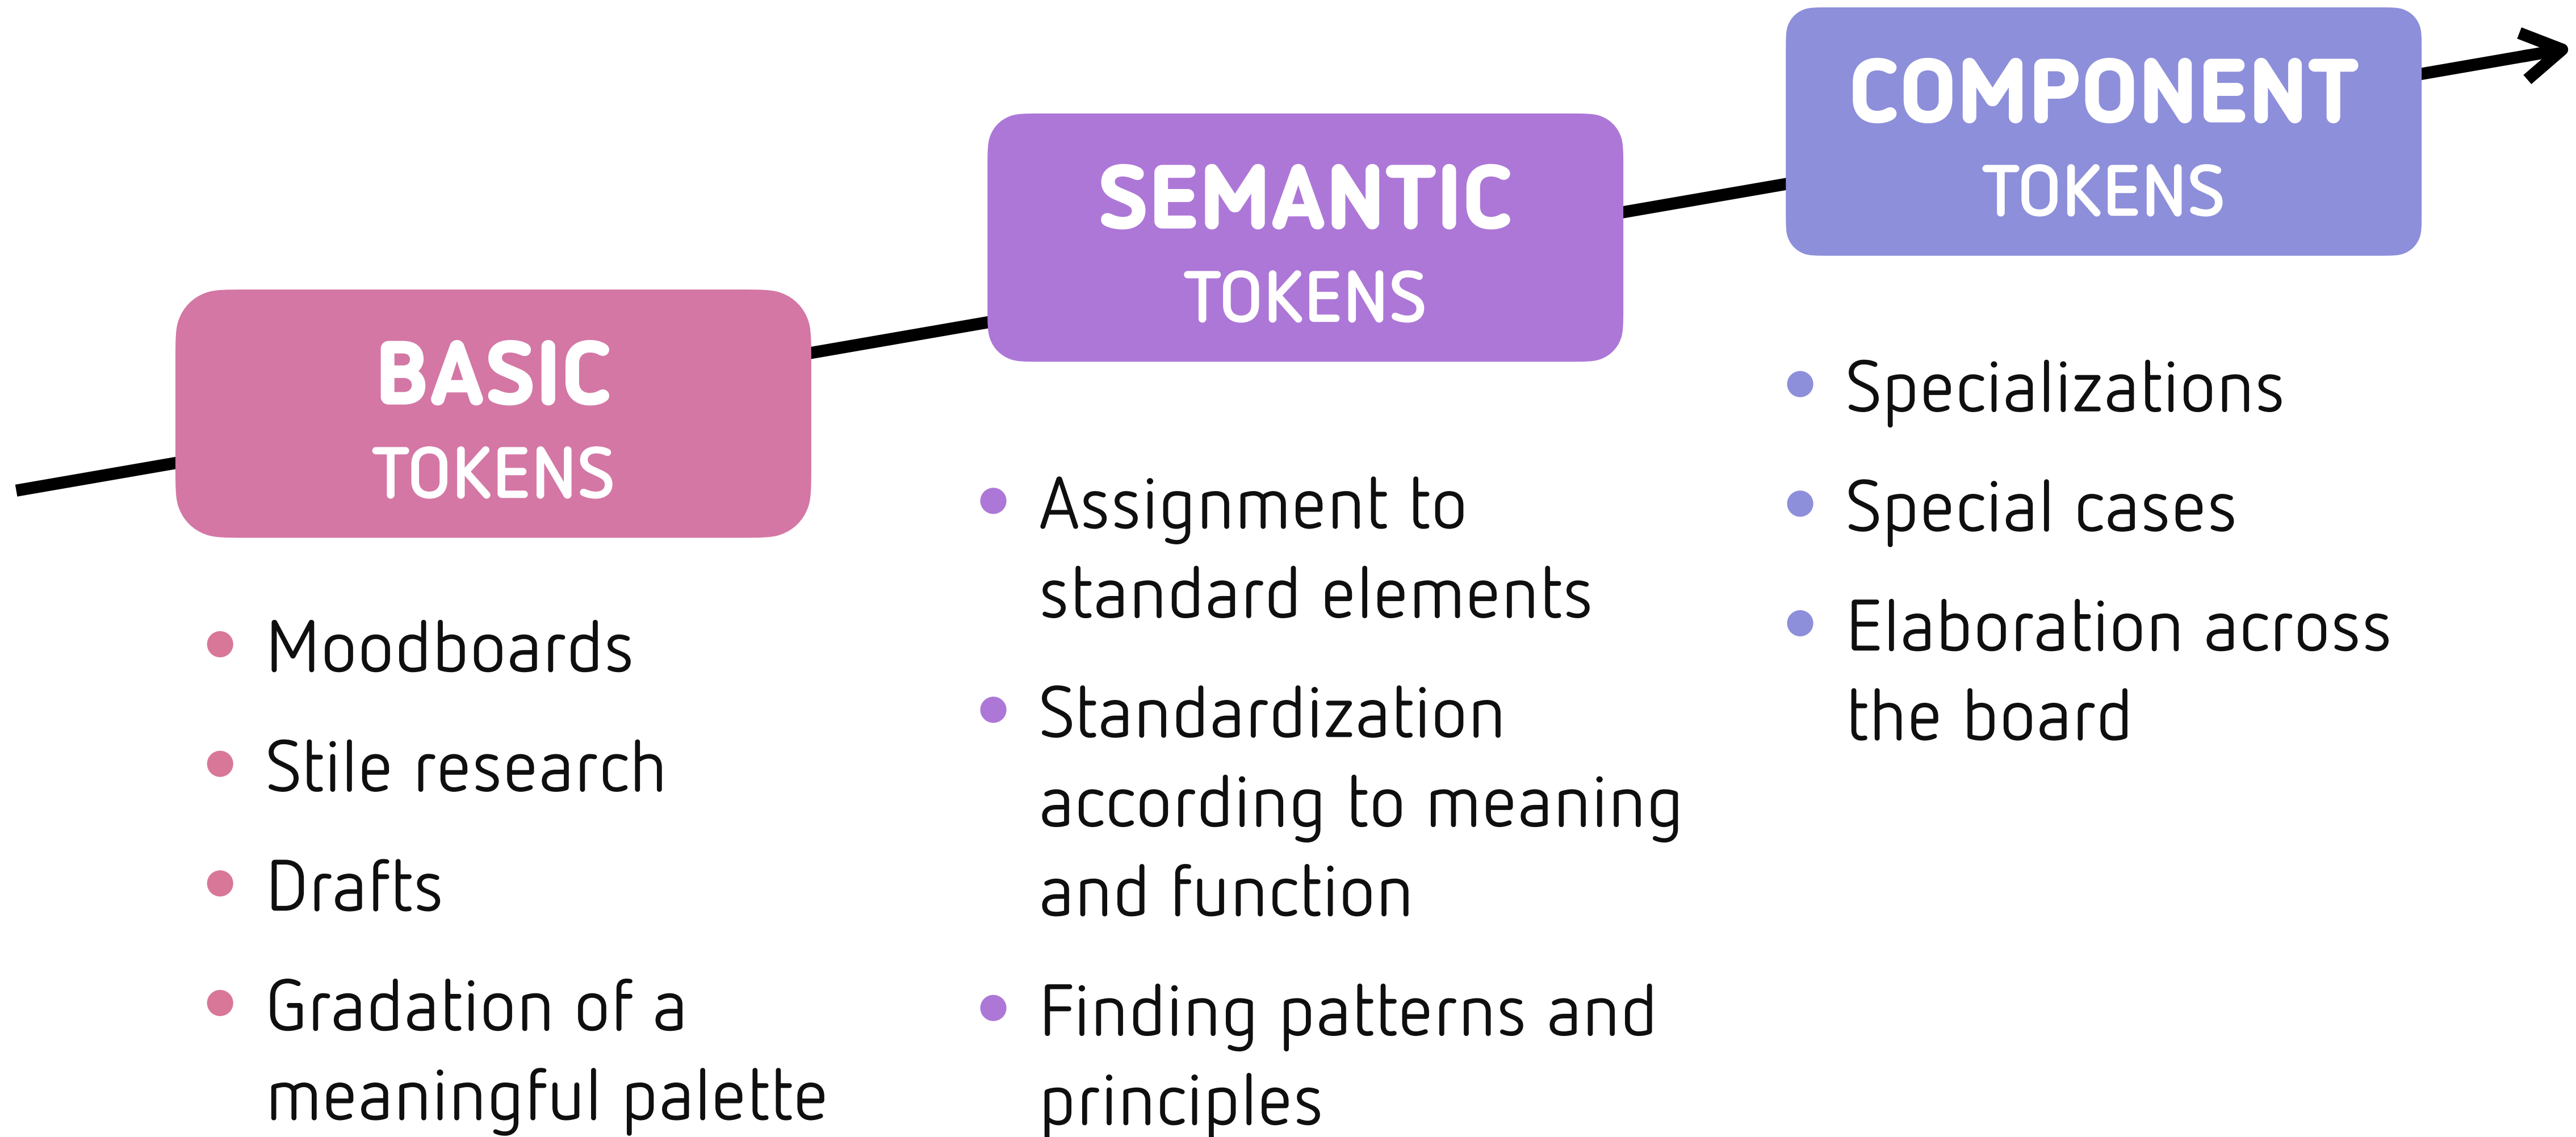 BASIC
TOKENS
Moodboards
Stile research
Drafts
Gradation of a
meaningful palette
SEMANTIC
TOKENS
Assignment to
standard elements
Standardization
according to meaning
and function
Finding patterns and
principles
COMPONENT
TOKENS
Specializations
Special cases
Elaboration across
the board